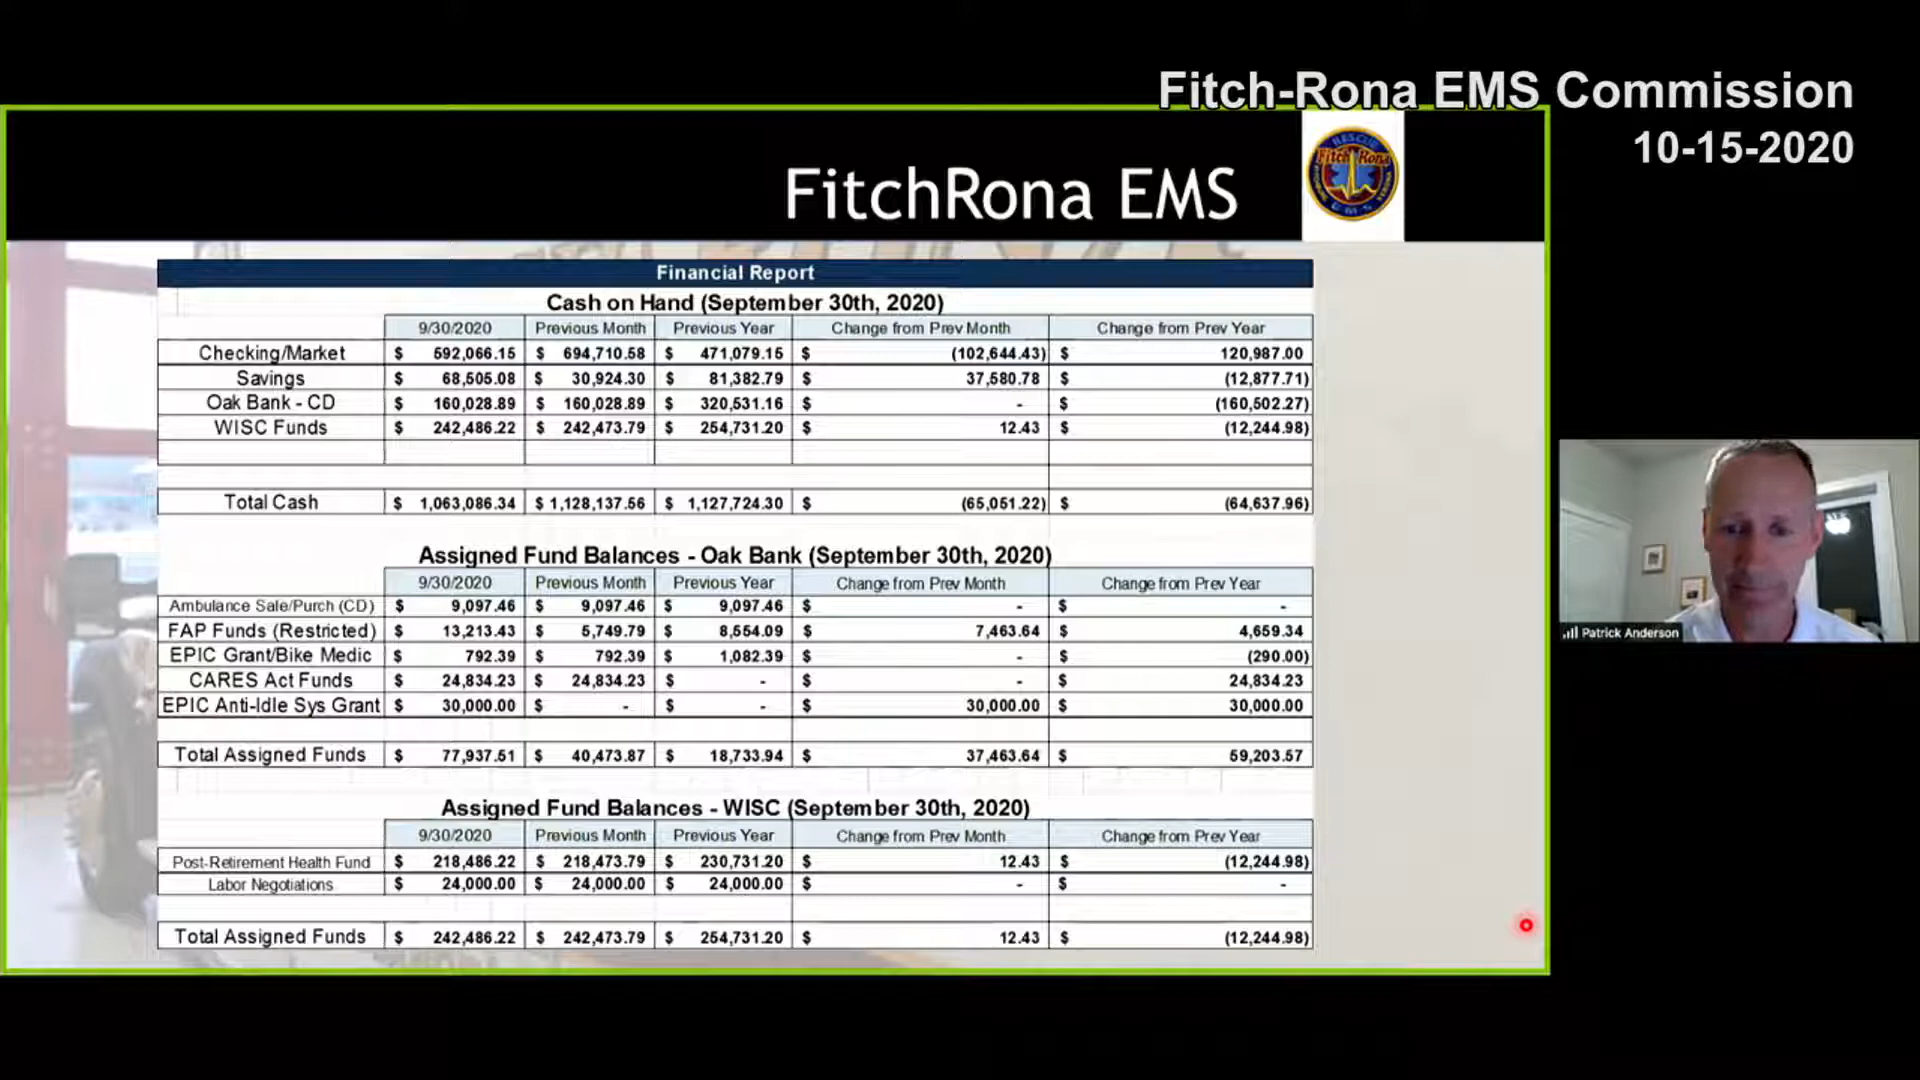 Fitch-Rona EMS Commission
10-15-2020
FitchRona EMS
RESCUE
Fitch Rona
EMS
Financial Report
Cash on Hand (September 30th, 2020)
9/30/2020 Previous Month Previous Year Change from Prev Month Change from Prev Year
Checking/Market $ 592,066.15 $ 694,710.58 $ 471,079.15 $ (102,644.43) $ 120,987.00
Savings $ 68,505.08 $ 30,924.30 $ 81,382.79 $ 37,580.78 $ (12,877.71)
Oak Bank - CD $ 160,028.89 $ 160,028.89 $ 320,531.16 $ - $ (160,502.27)
WISC Funds $ 242,486.22 $ 242,473.79 $ 254,731.20 $ 12.43 $ (12,244.98)
Total Cash $ 1,063,086.34 $ 1,128,137.56 $ 1,127,724.30 $ (65,051.22) $ (64,637.96)
Assigned Fund Balances - Oak Bank (September 30th, 2020)
9/30/2020 Previous Month Previous Year Change from Prev Month Change from Prev Year
Ambulance Sale/Purch (CD) $ 9,097.46 $ 9,097.46 $ 9,097.46 $ - $ -
FAP Funds (Restricted) $ 13,213.43 $ 5,749.79 $ 8,554.09 $ 7,463.64 $ 4,659.34
EPIC Grant/Bike Medic $ 792.39 $ 792.39 $ 1,082.39 $ - $ (290.00)
CARES Act Funds $ 24,834.23 $ 24,834.23 $ - $ - $ 24,834.23
EPIC Anti-Idle Sys Grant $ 30,000.00 $ - $ - $ 30,000.00 $ 30,000.00
Total Assigned Funds $ 77,937.51 $ 40,473.87 $ 18,733.94 $ 37,463.64 $ 59,203.57
Assigned Fund Balances - WISC (September 30th, 2020)
9/30/2020 Previous Month Previous Year Change from Prev Month Change from Prev Year
Post-Retirement Health Fund $ 218,486.22 $ 218,473.79 $ 230,731.20 $ 12.43 $ (12,244.98)
Labor Negotiations $ 24,000.00 $ 24,000.00 $ 24,000.00 $ - $ -
Total Assigned Funds $ 242,486.22 $ 242,473.79 $ 254,731.20 $ 12.43 $ (12,244.98)
Patrick Anderson